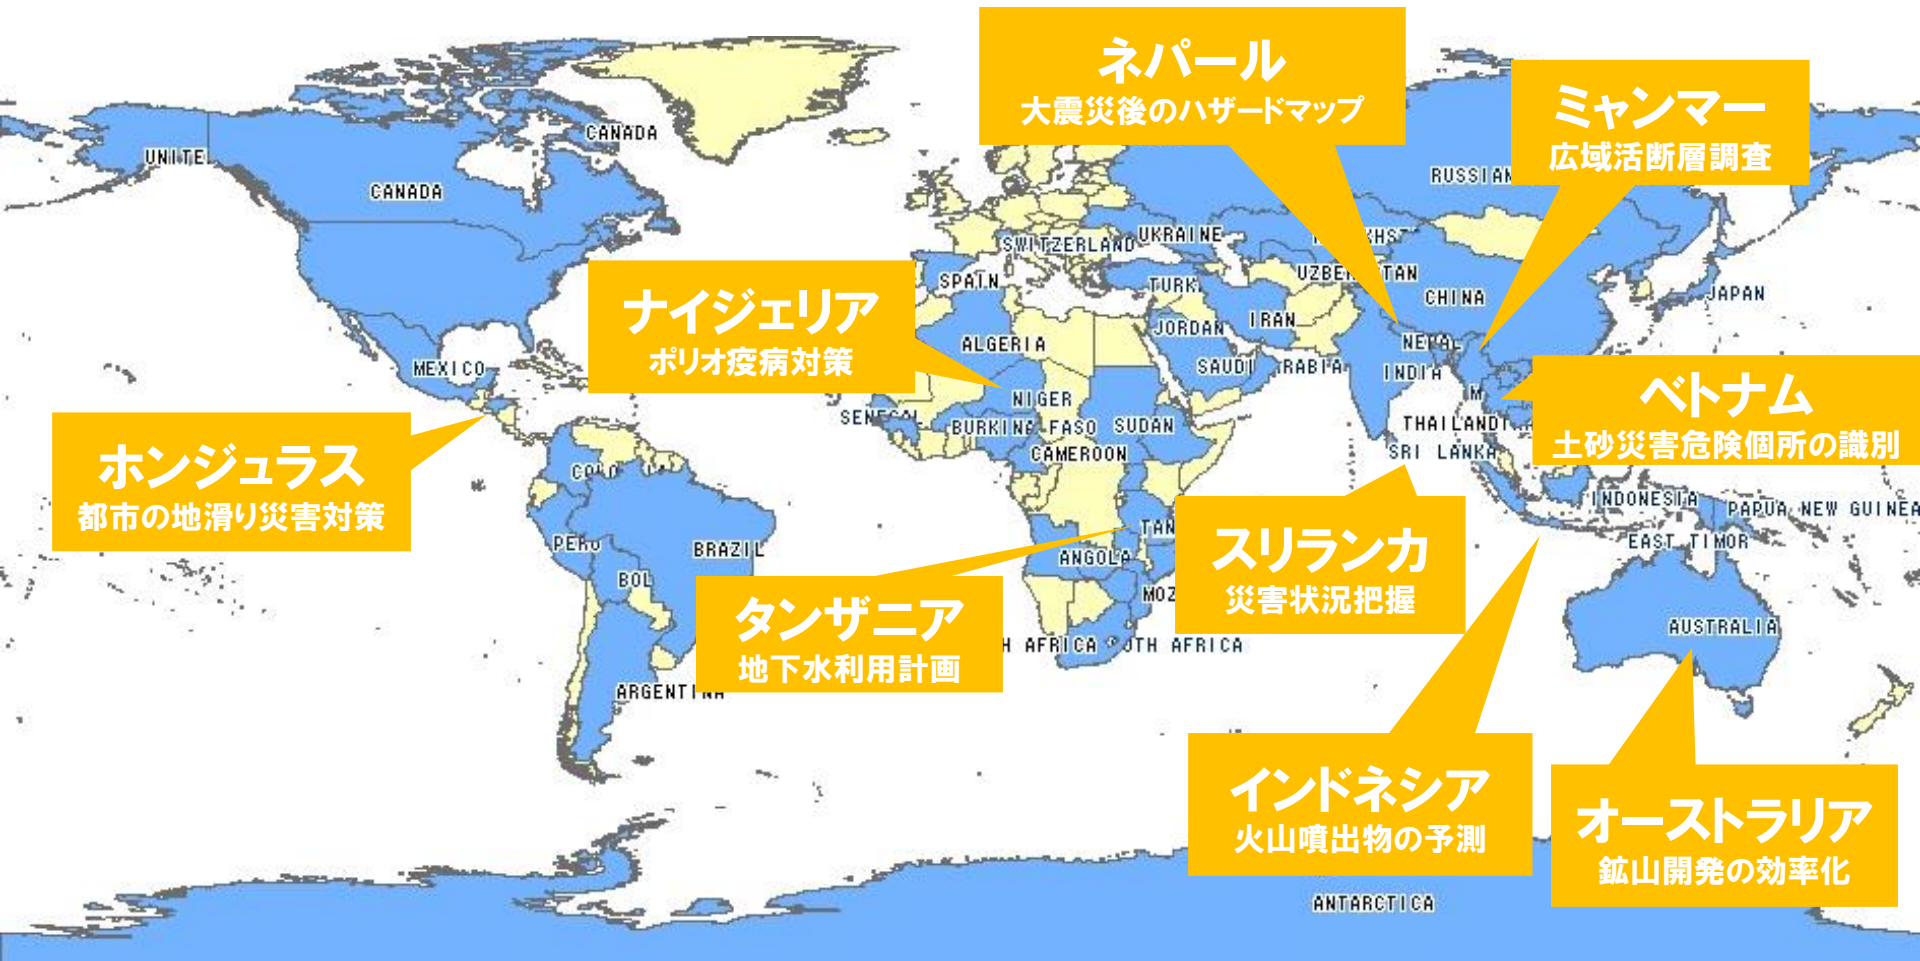 ネパール
大震災後のハザードマップ
ミャンマー
広域活断層調査
CANADA
UNITE
CANADA
RUSSIAN
SWITZERLAND
UKRAINE
SPAIN
TURK
UZBE
TAN
CHINA
JAPAN
ナイジェリア
ポリオ疫病対策
JORDAN
IRAN
ALGERIA
NEPAL
MEXICO
SAUDI
ARABIA
INDIA
ベトナム
土砂災害危険個所の識別
NIGER
SENEGAL
BURKINA FASO
SUDAN
THAILAND
CAMEROON
SRI LANKA
ホンジュラス
都市の地滑り災害対策
INDONESIA
PAPUA NEW GUINEA
スリランカ
災害状況把握
TAN
PERU
BRAZIL
ANGOLA
EAST TIMOR
BOL
MOZ
タンザニア
地下水利用計画
AUSTRALIA
H AFRICA
UTH AFRICA
ARGENTINA
インドネシア
火山噴出物の予測
オーストラリア
鉱山開発の効率化
ANTARCTICA